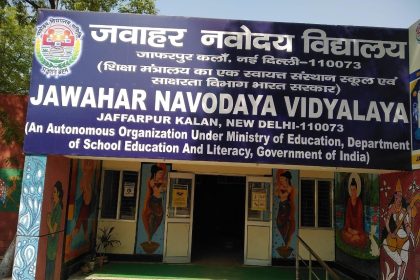 जवाहर नवोदय विद्यालय
जाफरपुर कलाँ, नई दिल्ली-110073
(शिक्षा मंत्रालय का एक स्वायत्त संस्थान स्कूल एवं
साक्षरता विभाग भारत सरकार)
JAWAHAR NAVODAYA VIDYALAYA
JAFFARPUR KALAN, NEW DELHI-110073
(An Autonomous Organization Under Ministry of Education, Department
of School Education And Literacy, Government of India)